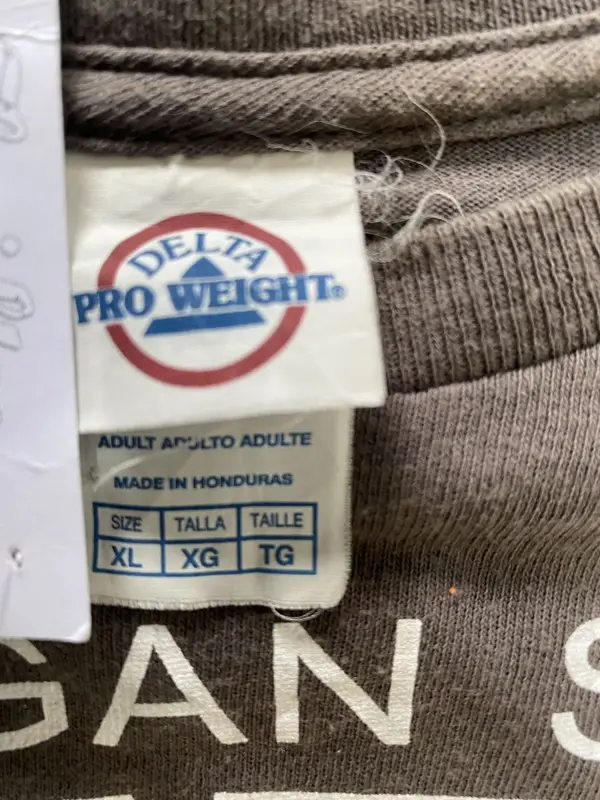 DELTA
PRO WEIGHT®
ADULT ADULTO ADULTE
MADE IN HONDURAS
SIZE TALLA TAILLE
XL XG TG
GAN S